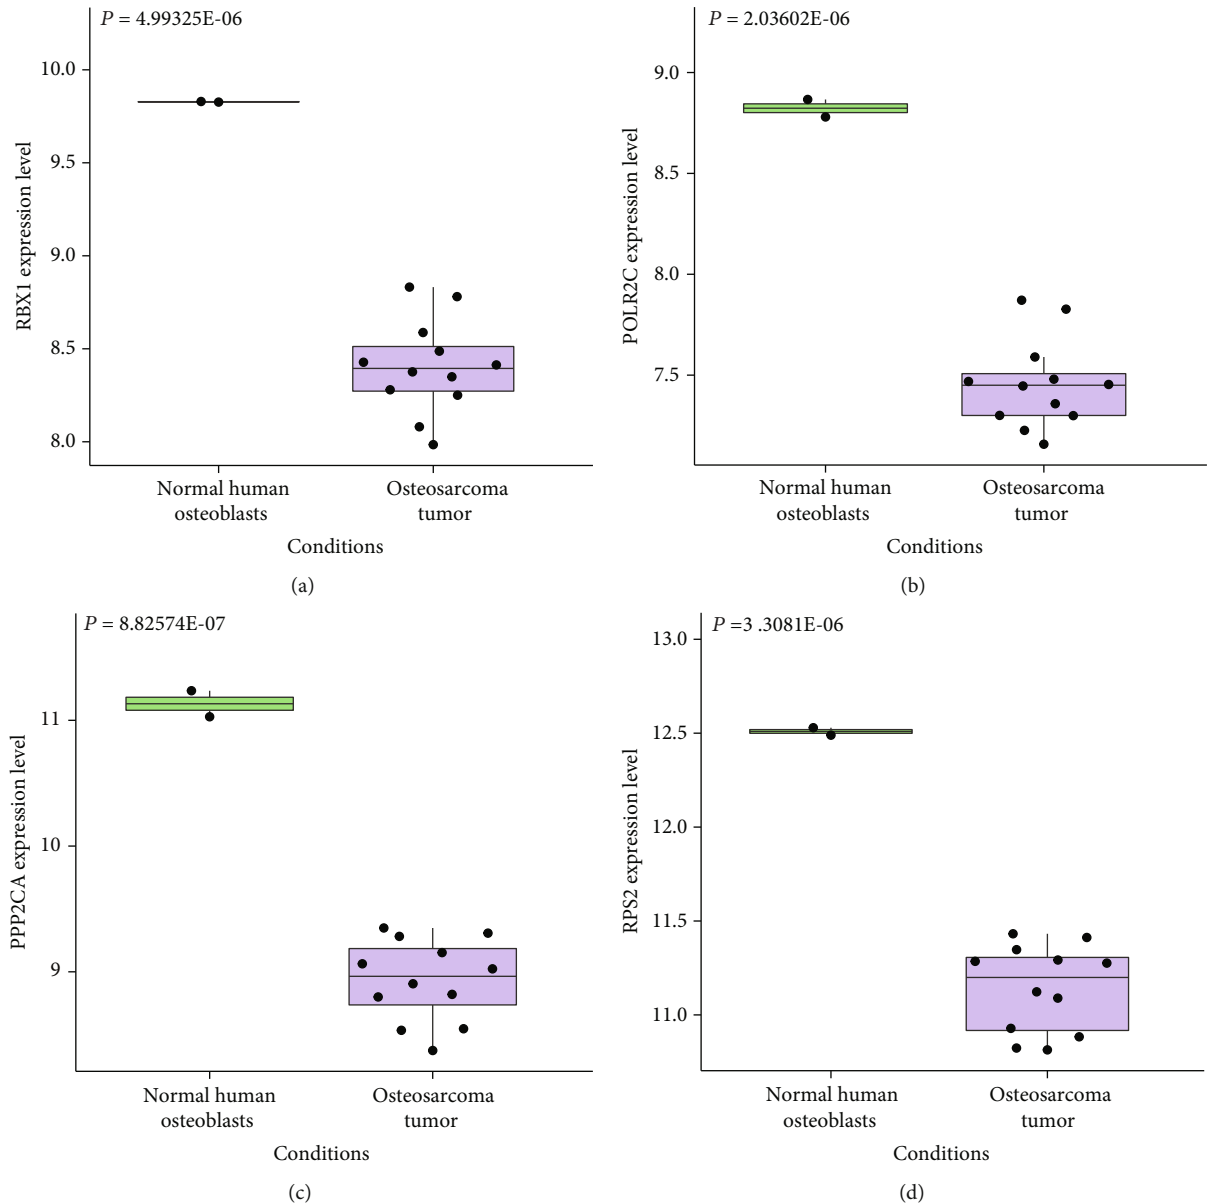 P = 4.99325E-06
RBX1 expression level
10.0
9.5
9.0
8.5
8.0
Normal human
osteoblasts
Osteosarcoma
tumor
Conditions
(a)
P = 2.03602E-06
POLR2C expression level
9.0
8.5
8.0
7.5
Normal human
osteoblasts
Osteosarcoma
tumor
Conditions
(b)
P = 8.82574E-07
PPP2CA expression level
11
10
9
Normal human
osteoblasts
Osteosarcoma
tumor
Conditions
(c)
P =3 .3081E-06
RPS2 expression level
13.0
12.5
12.0
11.5
11.0
Normal human
osteoblasts
Osteosarcoma
tumor
Conditions
(d)